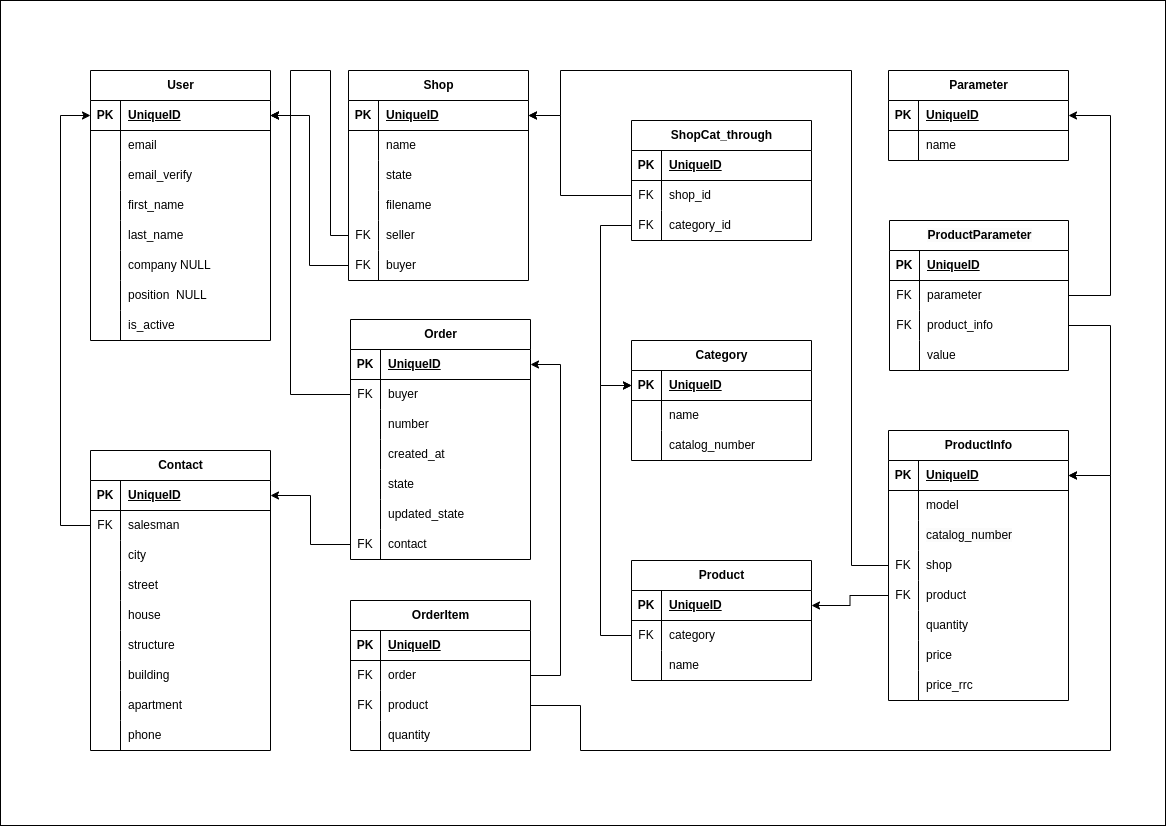 User
PK UniqueID
email
email_verify
first_name
last_name
company NULL
position  NULL
is_active
Contact
PK UniqueID
FK salesman
city
street
house
structure
building
apartment
phone
Shop
PK UniqueID
name
state
filename
FK seller
FK buyer
Order
PK UniqueID
FK buyer
number
created_at
state
updated_state
FK contact
OrderItem
PK UniqueID
FK order
FK product
quantity
ShopCat_through
PK UniqueID
FK shop_id
FK category_id
Category
PK UniqueID
name
catalog_number
Product
PK UniqueID
FK category
name
Parameter
PK UniqueID
name
ProductParameter
PK UniqueID
FK parameter
FK product_info
value
ProductInfo
PK UniqueID
model
catalog_number
FK shop
FK product
quantity
price
price_rrc